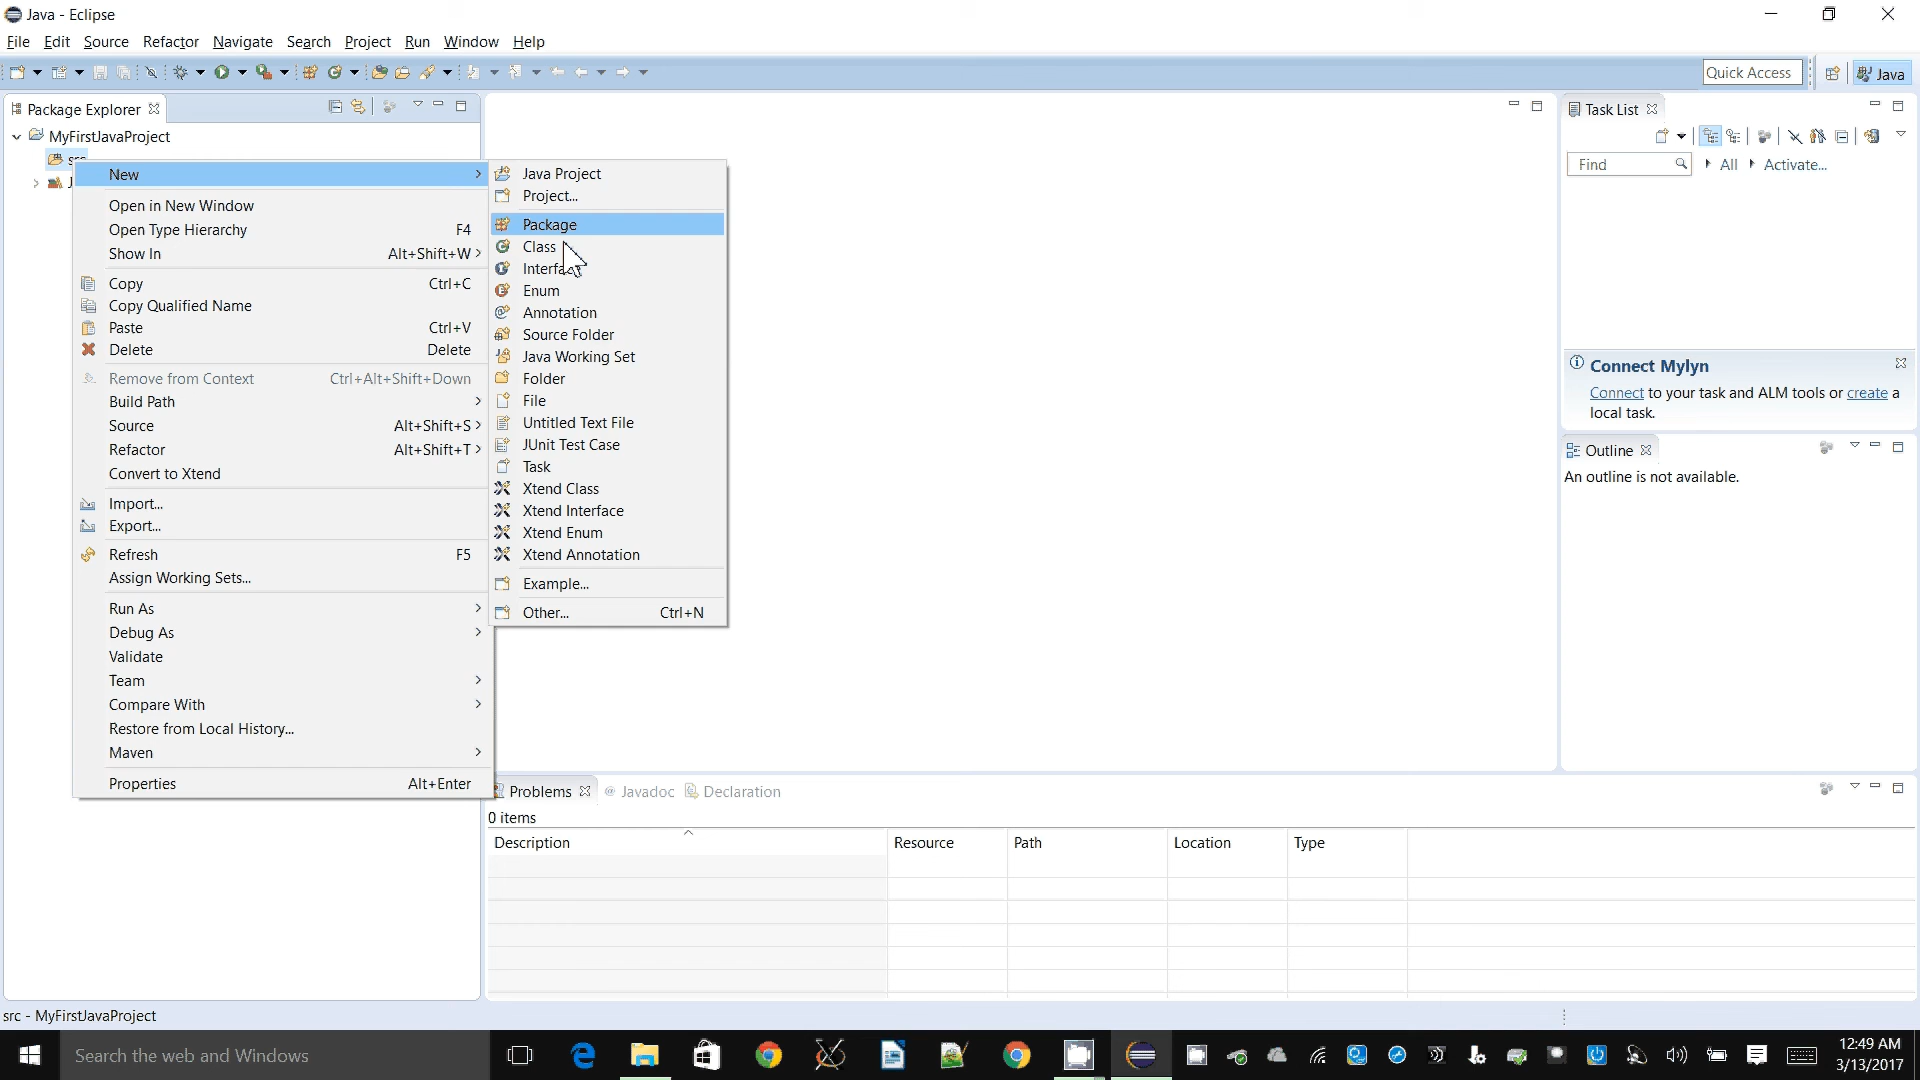 Java - Eclipse
File Edit Source Refactor Navigate Search Project Run Window Help
Quick Access
Java
Package Explorer
MyFirstJavaProject
New
Open in New Window
Open Type Hierarchy F4
Show In Alt+Shift+W
Copy Ctrl+C
Copy Qualified Name
Paste Ctrl+V
Delete Delete
Remove from Context Ctrl+Alt+Shift+Down
Build Path
Source Alt+Shift+S
Refactor Alt+Shift+T
Convert to Xtend
Import...
Export...
Refresh F5
Assign Working Sets...
Run As
Debug As
Validate
Team
Compare With
Restore from Local History...
Maven
Properties Alt+Enter
Java Project
Project...
Package
Class
Interface
Enum
Annotation
Source Folder
Java Working Set
Folder
File
Untitled Text File
JUnit Test Case
Task
Xtend Class
Xtend Interface
Xtend Enum
Xtend Annotation
Example...
Other... Ctrl+N
Task List
Find
All
Activate...
Connect Mylyn
Connect to your task and ALM tools or create a
local task.
Outline
An outline is not available.
Problems @ Javadoc Declaration
0 items
Description Resource Path Location Type
src - MyFirstJavaProject
Search the web and Windows
12:49 AM
3/13/2017